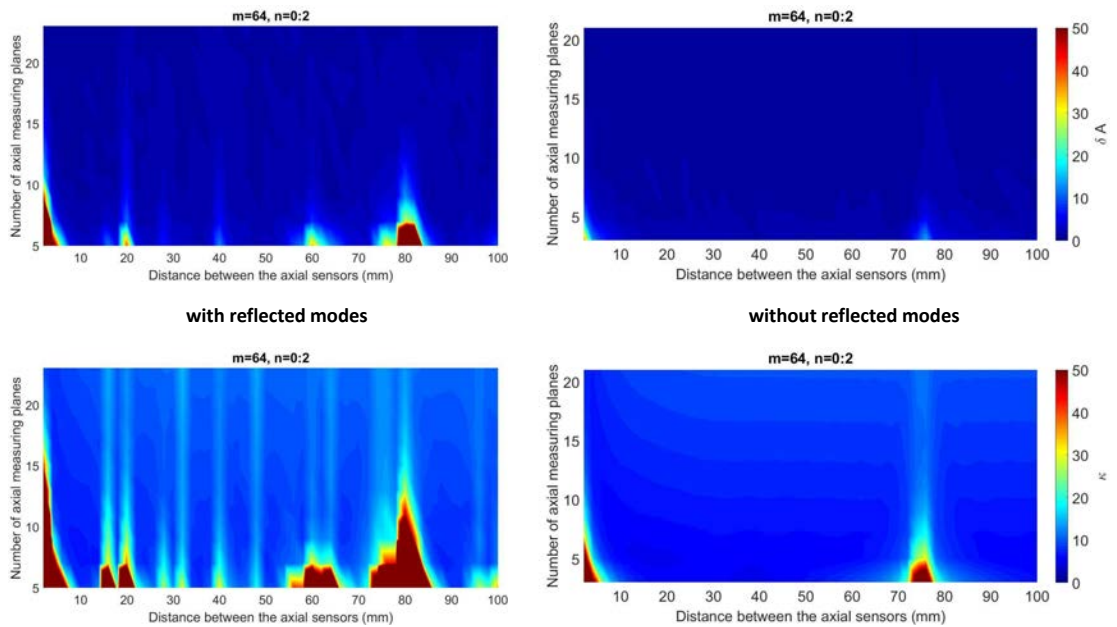 m=64, n=0:2
Number of axial measuring planes
20
15
10
5
10 20 30 40 50 60 70 80 90 100
Distance between the axial sensors (mm)
m=64, n=0:2
Number of axial measuring planes
20
15
10
5
10 20 30 40 50 60 70 80 90 100
Distance between the axial sensors (mm)
50
40
30
20
10
0
δ A
with reflected modes
without reflected modes
m=64, n=0:2
Number of axial measuring planes
20
15
10
5
10 20 30 40 50 60 70 80 90 100
Distance between the axial sensors (mm)
m=64, n=0:2
Number of axial measuring planes
20
15
10
5
10 20 30 40 50 60 70 80 90 100
Distance between the axial sensors (mm)
50
40
30
20
10
0
κ